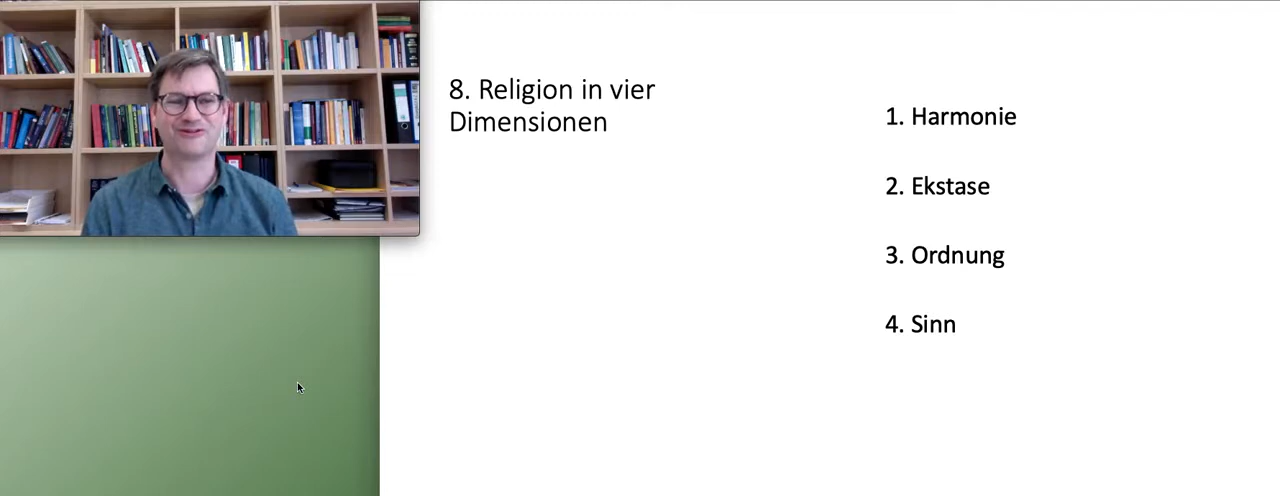 8. Religion in vier
Dimensionen
1. Harmonie
2. Ekstase
3. Ordnung
4. Sinn